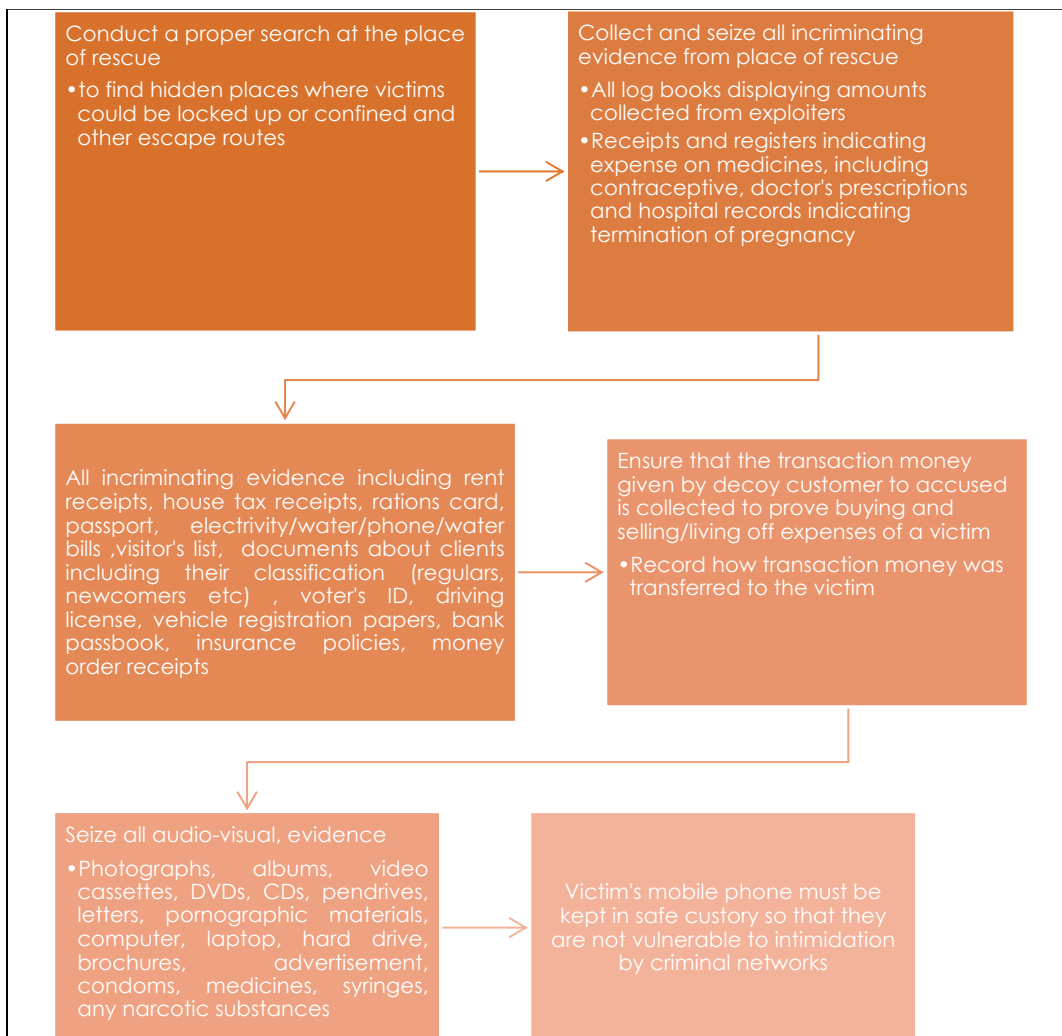 Conduct a proper search at the place
of rescue
•to find hidden places where victims
could be locked up or confined and
other escape routes
Collect and seize all incriminating
evidence from place of rescue
•All log books displaying amounts
collected from exploiters
•Receipts and registers indicating
expense on medicines, including
contraceptive, doctor's prescriptions
and hospital records indicating
termination of pregnancy
All incriminating evidence including rent
receipts, house tax receipts, rations card,
passport, electrivity/water/phone/water
bills ,visitor's list, documents about clients
including their classification (regulars,
newcomers etc) , voter's ID, driving
license, vehicle registration papers, bank
passbook, insurance policies, money
order receipts
Ensure that the transaction money
given by decoy customer to accused
is collected to prove buying and
selling/living off expenses of a victim
•Record how transaction money was
transferred to the victim
Seize all audio-visual, evidence
•Photographs, albums, video
cassettes, DVDs, CDs, pendrives,
letters, pornographic materials,
computer, laptop, hard drive,
brochures, advertisement,
condoms, medicines, syringes,
any narcotic substances
Victim's mobile phone must be
kept in safe custory so that they
are not vulnerable to intimidation
by criminal networks